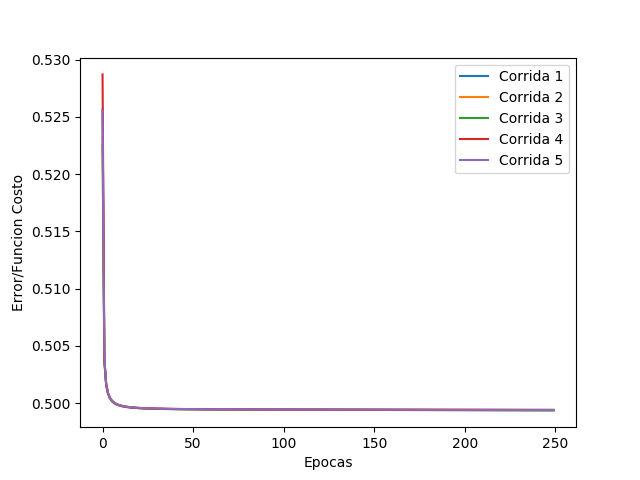 0.530
0.525
0.520
0.515
0.510
0.505
0.500
Error/Funcion Costo
0
50
100
150
200
250
Epocas
Corrida 1
Corrida 2
Corrida 3
Corrida 4
Corrida 5